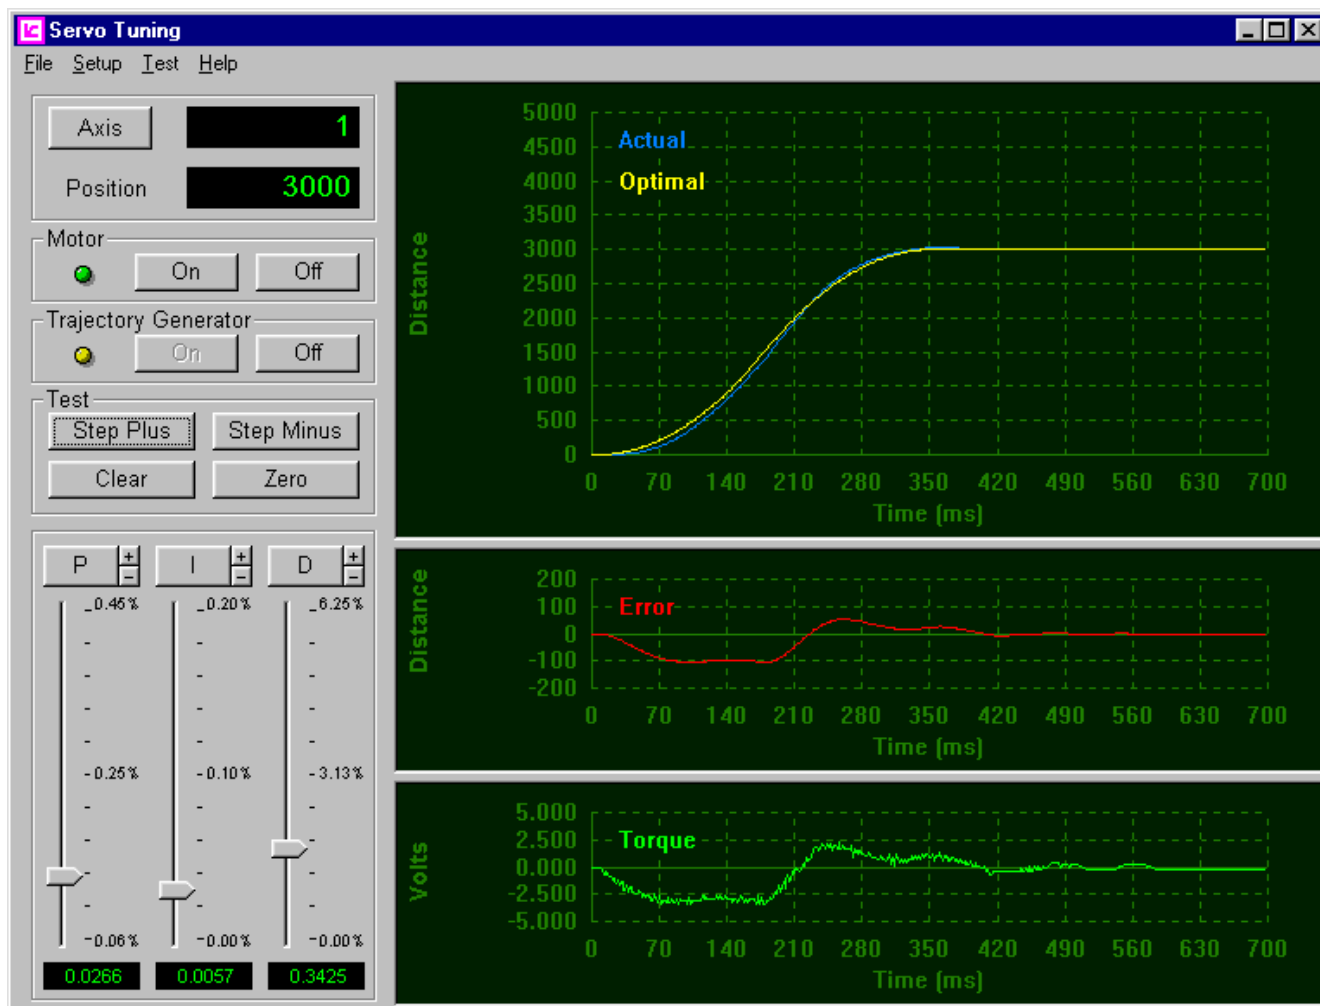 Servo Tuning
File Setup Test Help
Axis 1
Position 3000
Motor
On Off
Trajectory Generator
On Off
Test
Step Plus Step Minus
Clear Zero
P + - I + - D + -
0.45% 0.20% 6.25%
0.25% 0.10% 3.13%
0.06% 0.00% 0.00%
0.0266 0.0057 0.3425
Distance
5000
4500
4000
3500
3000
2500
2000
1500
1000
500
0
Actual
Optimal
0 70 140 210 280 350 420 490 560 630 700
Time (ms)
Distance
200
100
0
-100
-200
Error
0 70 140 210 280 350 420 490 560 630 700
Time (ms)
Volts
5.000
2.500
0.000
-2.500
-5.000
Torque
0 70 140 210 280 350 420 490 560 630 700
Time (ms)